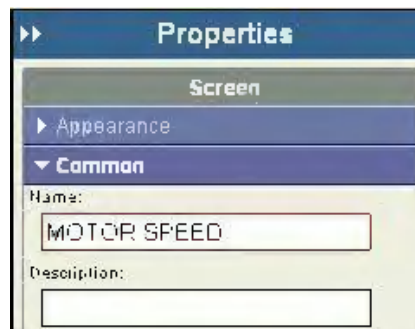 Properties
Screen
Appearance
Common
Name:
MOTOR SPEED
Description: